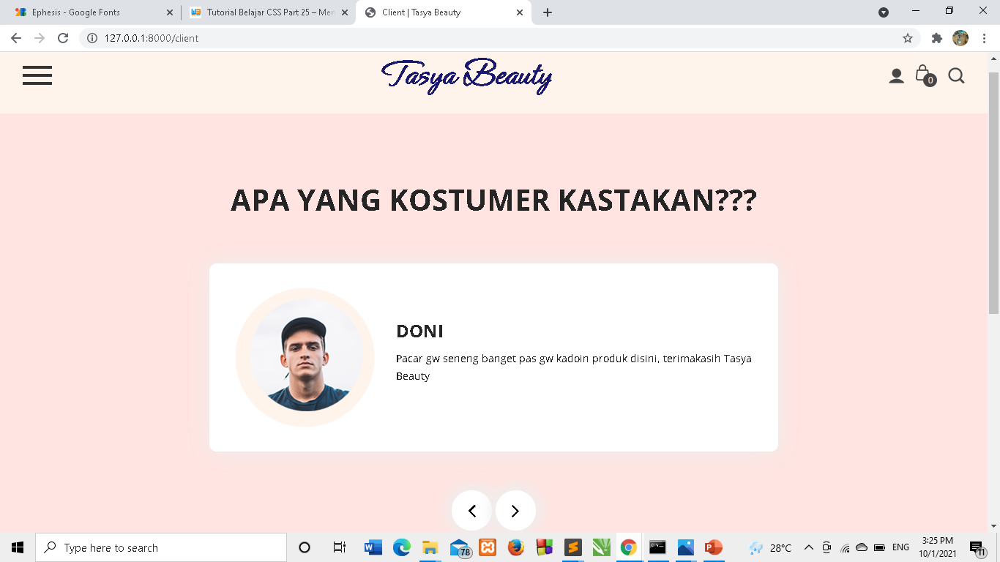 Ephesis - Google Fonts
Tutorial Belajar CSS Part 25 – Men
Client | Tasya Beauty
127.0.0.1:8000/client
Tasya Beauty
0
APA YANG KOSTUMER KASTAKAN???
DONI
Pacar gw seneng banget pas gw kadoin produk disini, terimakasih Tasya
Beauty
Type here to search
78
28°C
ENG
3:25 PM
10/1/2021
11